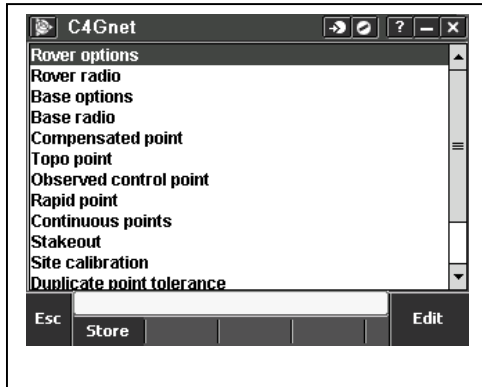 C4Gnet
Rover options
Rover radio
Base options
Base radio
Compensated point
Topo point
Observed control point
Rapid point
Continuous points
Stakeout
Site calibration
Duplicate point tolerance
Esc
Store
Edit